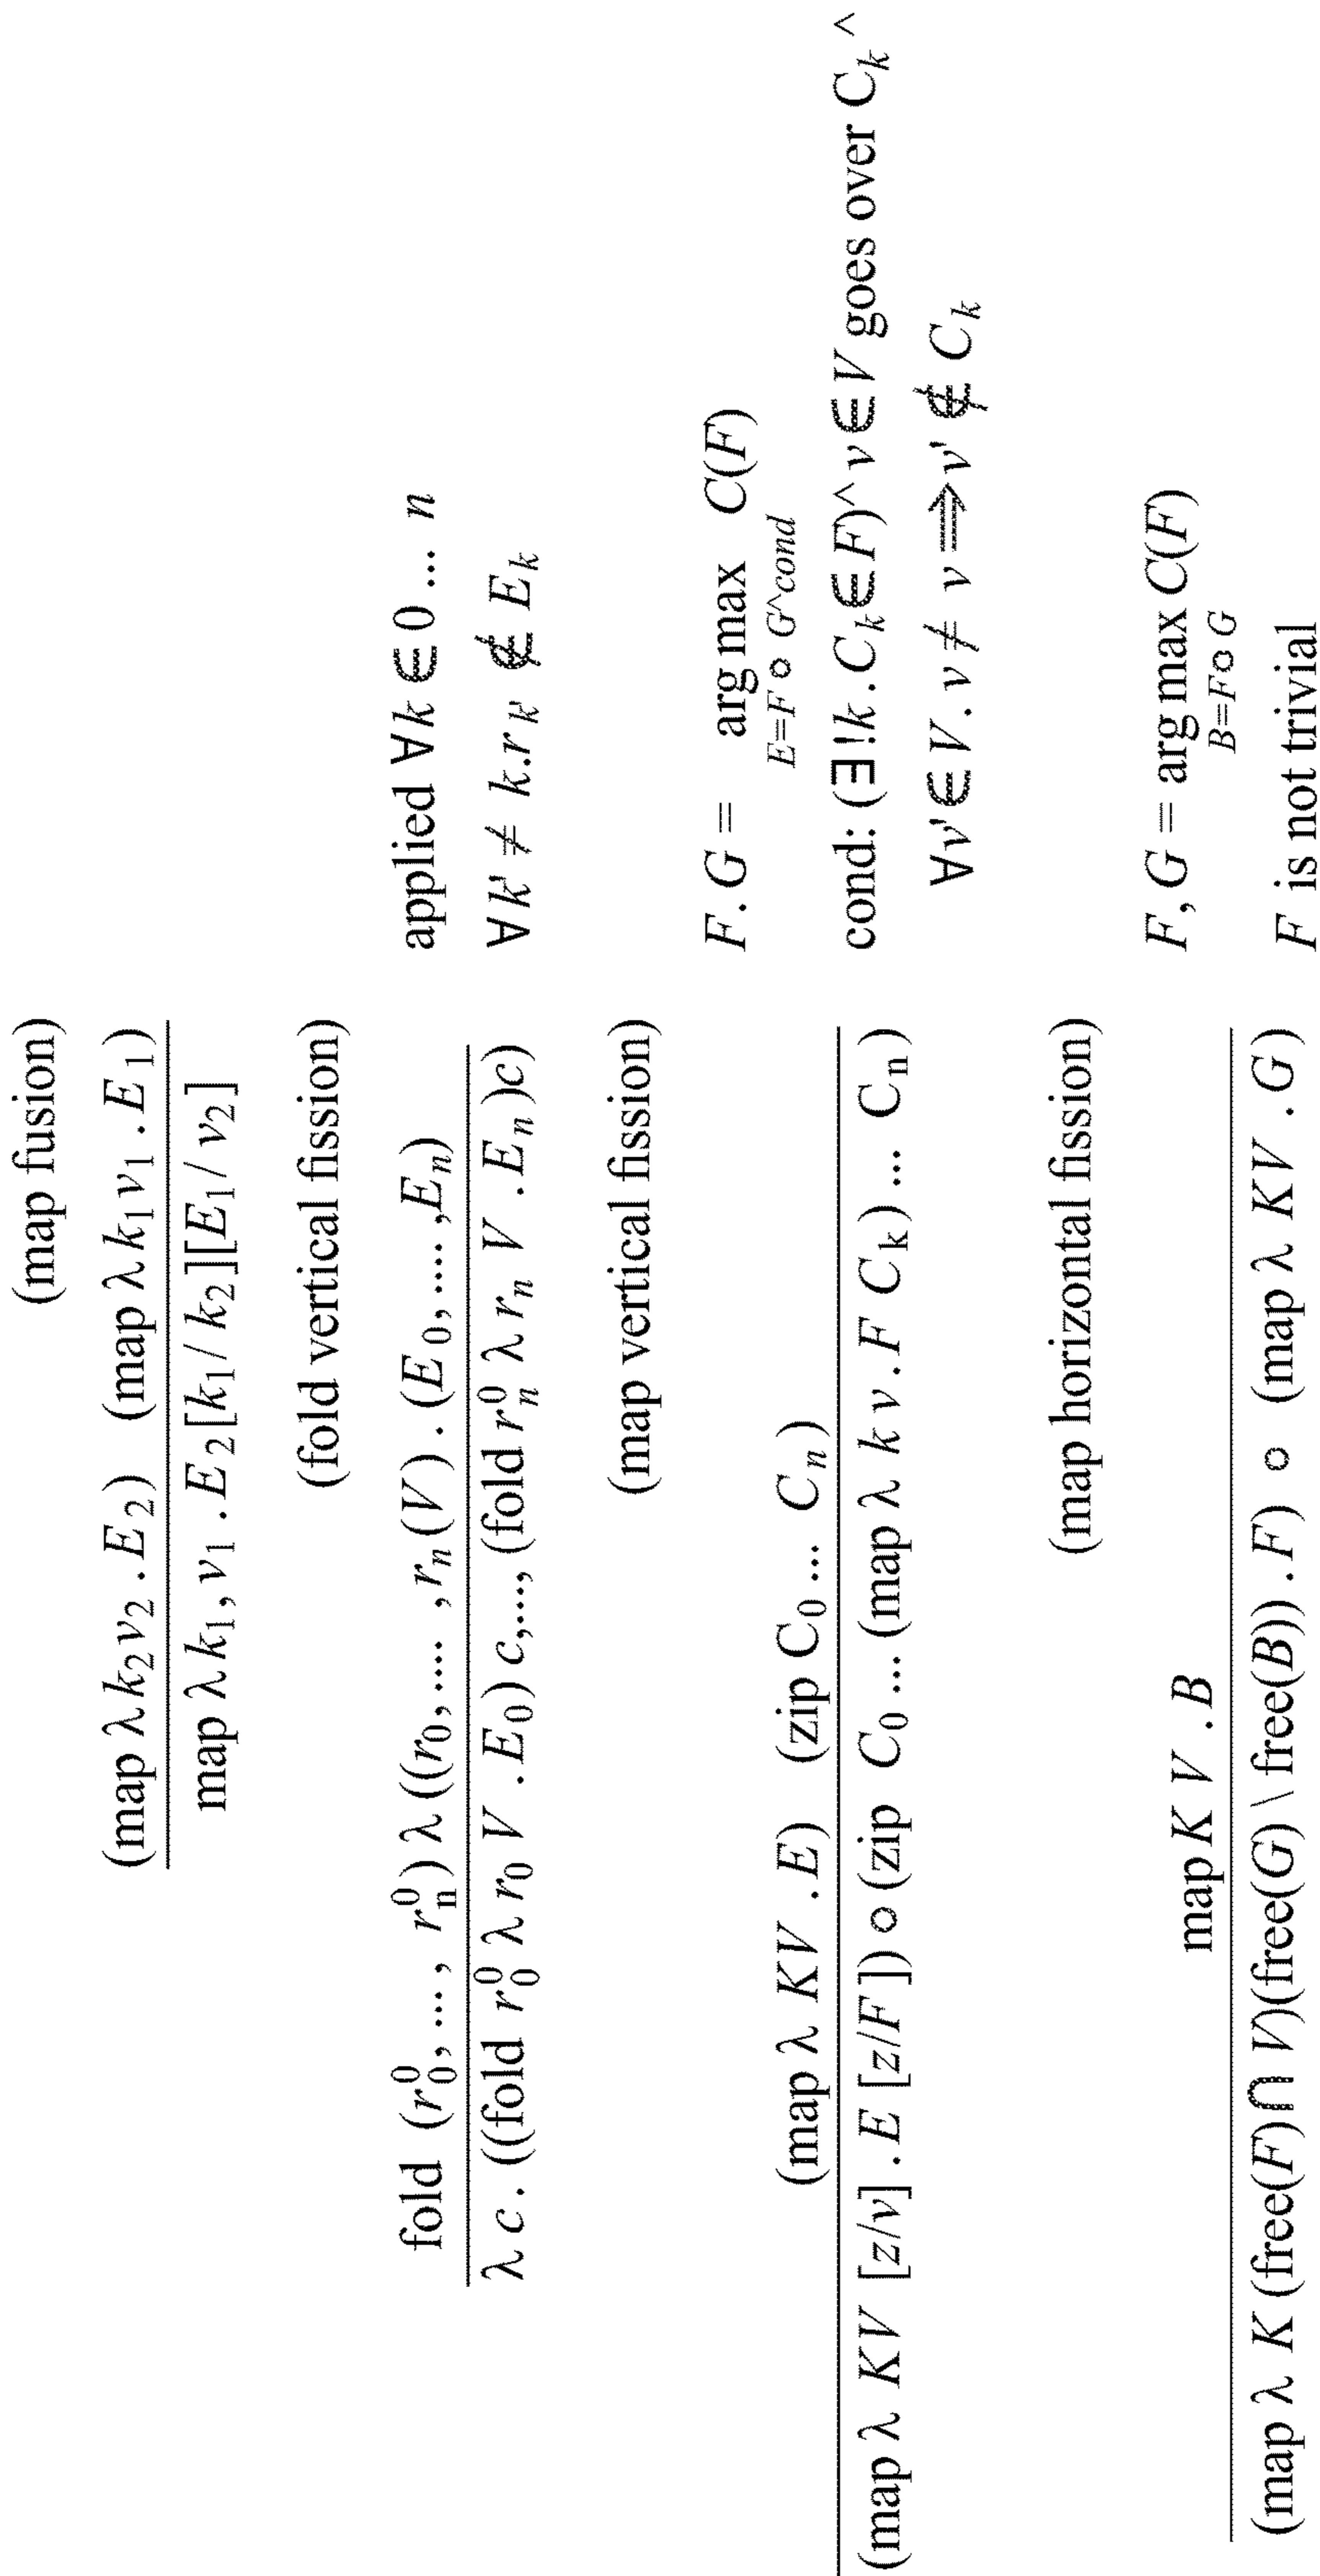 (map fusion)
(map λ k₂ v₂ . E₂) (map λ k₁ v₁ . E₁)
map λ k₁, v₁ . E₂[k₁/ k₂][E₁/ v₂]
(fold vertical fission)
fold (r₀⁰, ... , rₙ⁰) λ ((r₀, .... ,rₙ (V) . (E₀, .... ,Eₙ) applied ∀k ∈ 0 ... n
λ c . ((fold r₀⁰ λ r₀ V . E₀) c,..., (fold rₙ⁰ λ rₙ V . Eₙ)c) ∀k' ≠ k.rₖ' ∉ Eₖ
(map vertical fission)
F . G = arg max C(F)
E=F ∘ G^cond
(map λ KV . E) (zip C₀ ... Cₙ)
(map λ KV [z/v] . E [z/F ]) ∘ (zip C₀ ... (map λ k v . F Cₖ) ... Cₙ) cond: (∃!k . Cₖ ∈ F)^ v ∈ V goes over Cₖ ^
∀v' ∈ V . v ≠ v ⟹ v' ∉ Cₖ
(map horizontal fission)
map K V . B F , G = arg max C(F)
B=F∘ G
(map λ K (free(F) ∩ V)(free(G) \ free(B)) . F) ∘ (map λ KV . G) F is not trivial